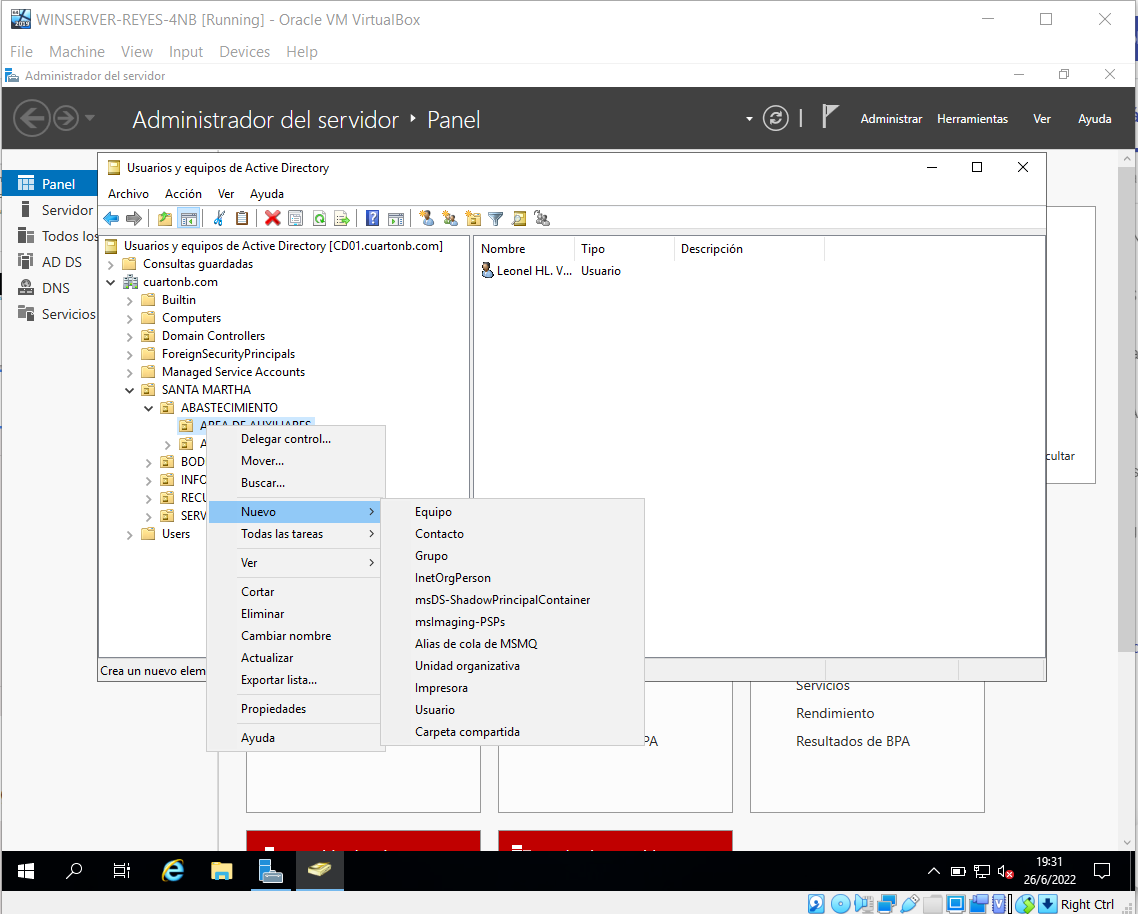 WINSERVER-REYES-4NB [Running] - Oracle VM VirtualBox
File Machine View Input Devices Help
Administrador del servidor
Administrador del servidor Panel
Administrar Herramientas Ver Ayuda
Panel
Servidor
Todos los
AD DS
DNS
Servicios
Usuarios y equipos de Active Directory
Archivo Acción Ver Ayuda
Usuarios y equipos de Active Directory [CD01.cuartonb.com]
Consultas guardadas
cuartonb.com
Builtin
Computers
Domain Controllers
ForeignSecurityPrincipals
Managed Service Accounts
SANTA MARTHA
ABASTECIMIENTO
AREA DE AUXILIARES
A
BOD
INFO
RECU
SERV
Users
Nombre Tipo Descripción
Leonel HL. V... Usuario
Delegar control...
Mover...
Buscar...
Nuevo
Todas las tareas
Ver
Cortar
Eliminar
Cambiar nombre
Actualizar
Exportar lista...
Propiedades
Ayuda
Equipo
Contacto
Grupo
InetOrgPerson
msDS-ShadowPrincipalContainer
msImaging-PSPs
Alias de cola de MSMQ
Unidad organizativa
Impresora
Usuario
Carpeta compartida
Crea un nuevo elem
cultar
PA
Servicios
Rendimiento
Resultados de BPA
19:31
26/6/2022
Right Ctrl